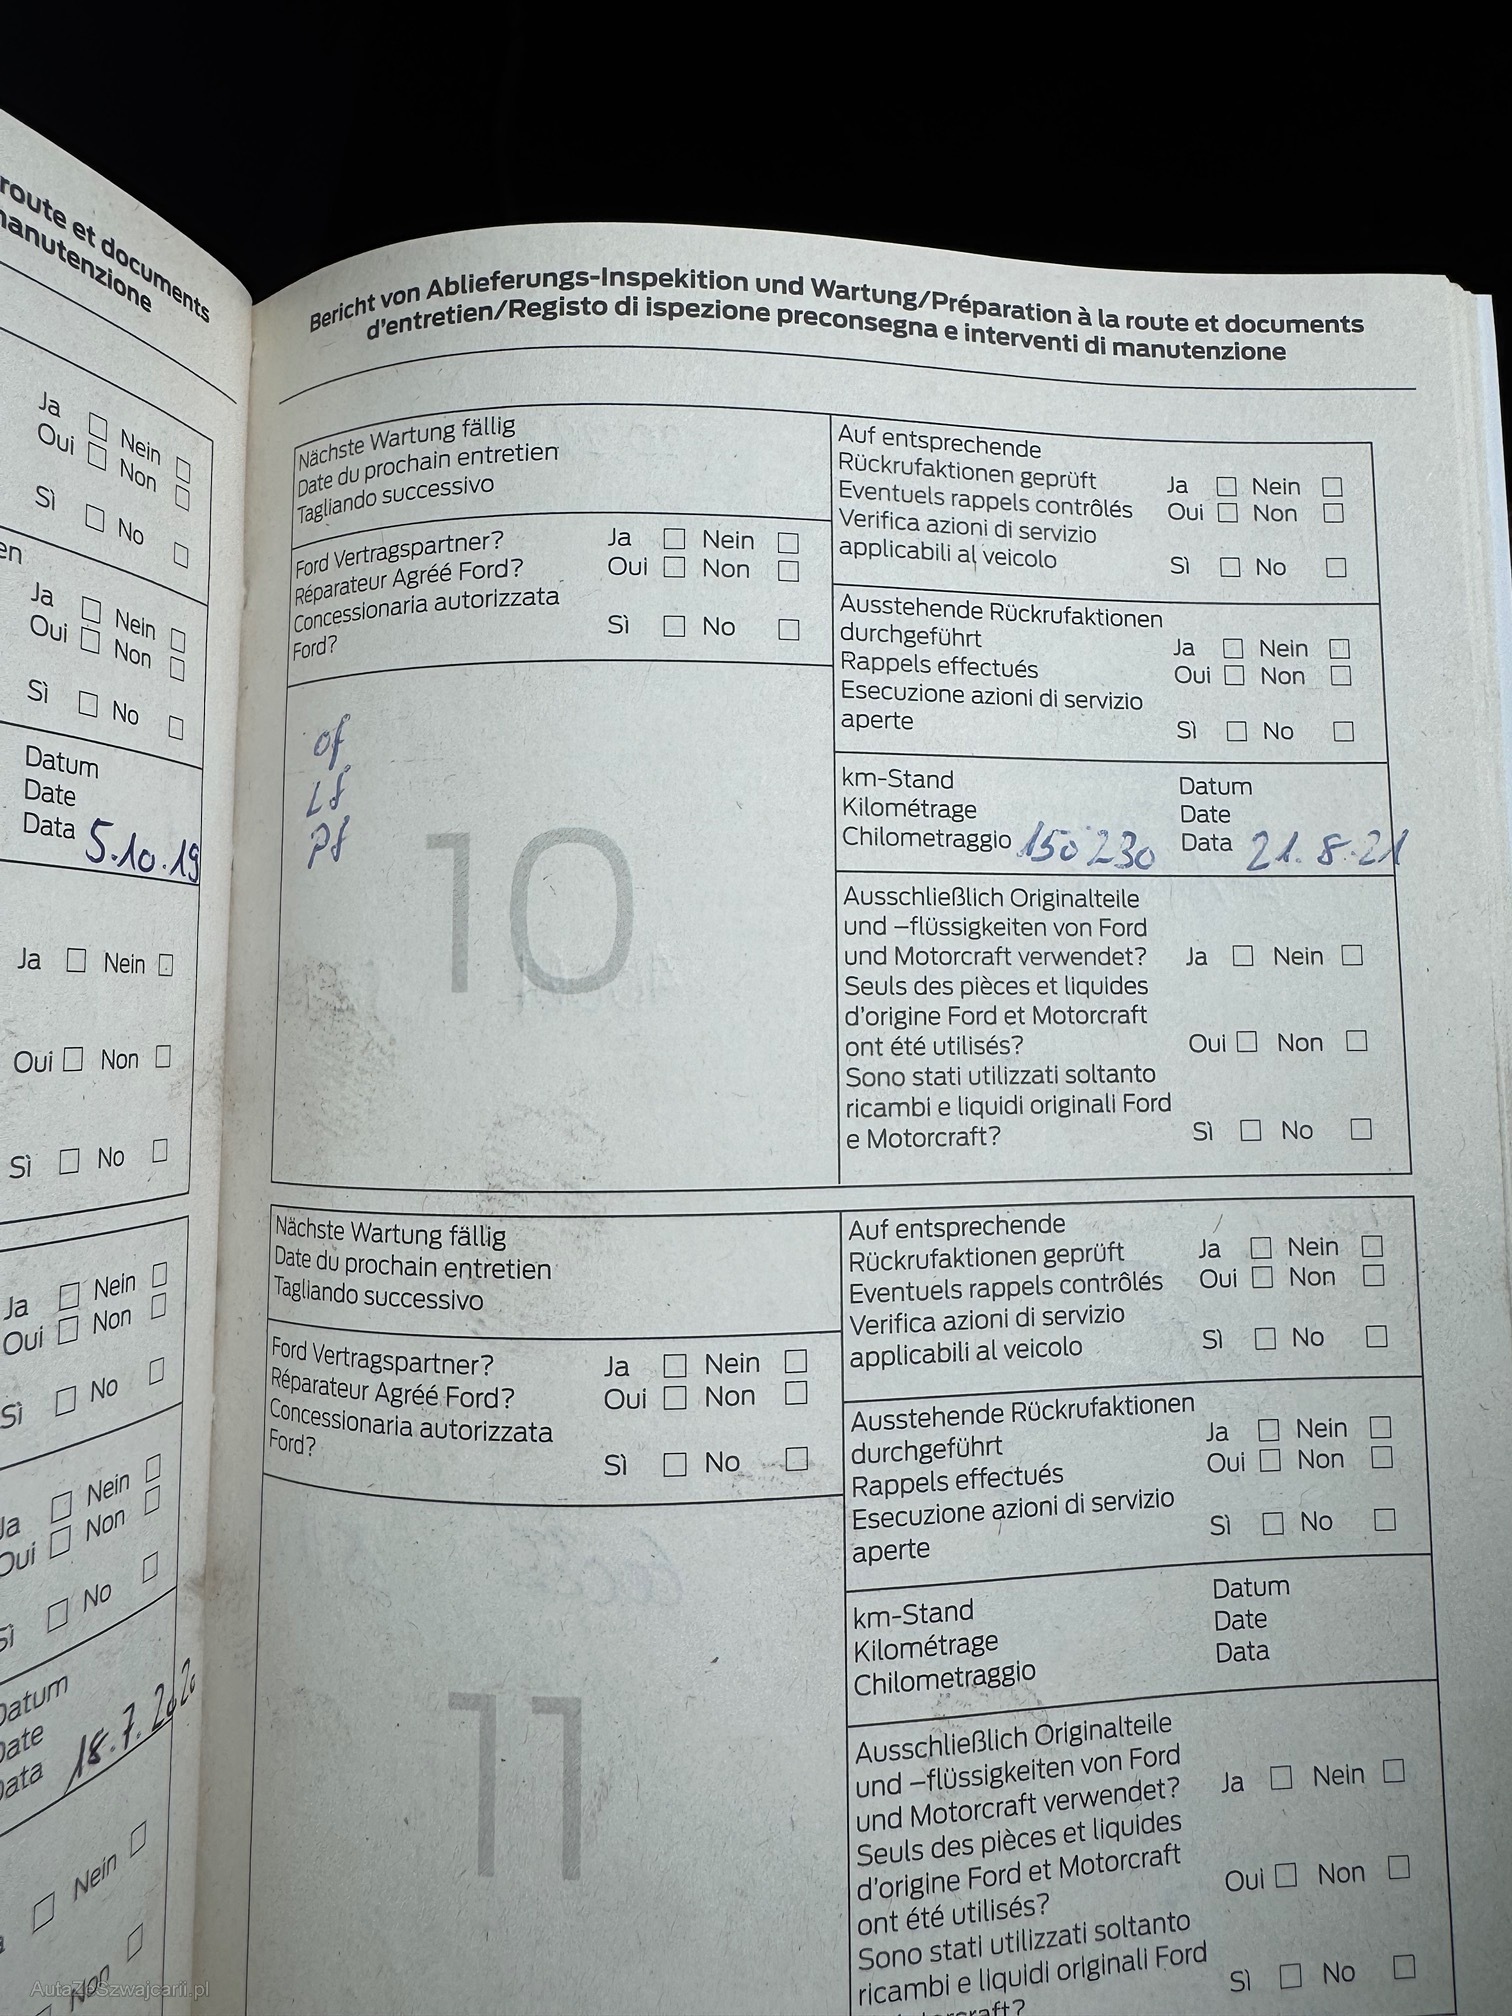 route et documents
manutenzione
Ja Nein
Oui Non
Sì No
en
Ja Nein
Oui Non
Sì No
Datum
Date
Data 5.10.19
Ja Nein
Oui Non
Sì No
Ja Nein
Oui Non
Sì No
Ja Nein
Oui Non
Sì No
Datum
Date
Data 18.7.2020
Nein
Non
Bericht von Ablieferungs-Inspekition und Wartung/Préparation à la route et documents
d'entretien/Registo di ispezione preconsegna e interventi di manutenzione
Nächste Wartung fällig
Date du prochain entretien
Tagliando successivo
Ford Vertragspartner? Ja Nein
Réparateur Agréé Ford? Oui Non
Concessionaria autorizzata
Ford? Sì No
of
Lf
Pf
10
Auf entsprechende
Rückrufaktionen geprüft Ja Nein
Eventuels rappels contrôlés Oui Non
Verifica azioni di servizio
applicabili al veicolo Sì No
Ausstehende Rückrufaktionen
durchgeführt Ja Nein
Rappels effectués Oui Non
Esecuzione azioni di servizio
aperte Sì No
km-Stand Datum
Kilométrage Date
Chilometraggio 150 230 Data 21.8.21
Ausschließlich Originalteile
und –flüssigkeiten von Ford
und Motorcraft verwendet? Ja Nein
Seuls des pièces et liquides
d'origine Ford et Motorcraft
ont été utilisés? Oui Non
Sono stati utilizzati soltanto
ricambi e liquidi originali Ford
e Motorcraft? Sì No
Nächste Wartung fällig
Date du prochain entretien
Tagliando successivo
Ford Vertragspartner? Ja Nein
Réparateur Agréé Ford? Oui Non
Concessionaria autorizzata
Ford? Sì No
11
Auf entsprechende
Rückrufaktionen geprüft Ja Nein
Eventuels rappels contrôlés Oui Non
Verifica azioni di servizio
applicabili al veicolo Sì No
Ausstehende Rückrufaktionen
durchgeführt Ja Nein
Rappels effectués Oui Non
Esecuzione azioni di servizio
aperte Sì No
km-Stand Datum
Kilométrage Date
Chilometraggio Data
Ausschließlich Originalteile
und –flüssigkeiten von Ford
und Motorcraft verwendet? Ja Nein
Seuls des pièces et liquides
d'origine Ford et Motorcraft
ont été utilisés? Oui Non
Sono stati utilizzati soltanto
ricambi e liquidi originali Ford
Sì No
AutaZeSzwajcarii.pl